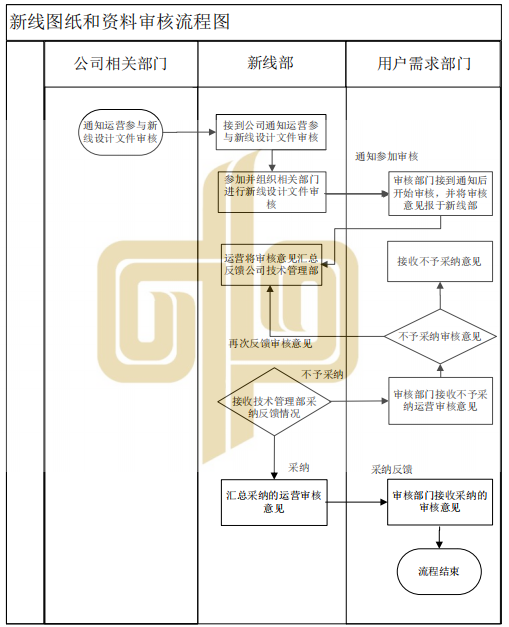 新线图纸和资料审核流程图
公司相关部门
新线部
用户需求部门
通知运营参与新
线设计文件审核
接到公司通知运营参
与新线设计文件审核
通知参加审核
参加并组织相关部门
进行新线设计文件审
核
审核部门接到通知后
开始审核，并将审核
意见报于新线部
运营将审核意见汇总
反馈公司技术管理部
接收不予采纳意见
再次反馈审核意见
不予采纳审核意见
不予采纳
接收技术管理部采
纳反馈情况
审核部门接收不予采
纳运营审核意见
采纳
采纳反馈
汇总采纳的运营审核
意见
审核部门接收采纳的
审核意见
流程结束